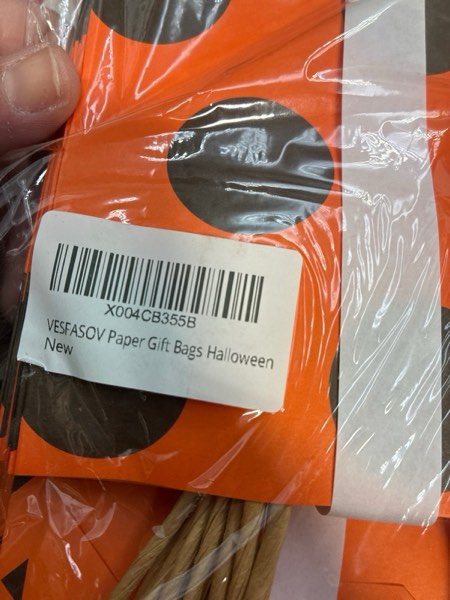 X004CB355B
VESFASOV Paper Gift Bags Halloween
New